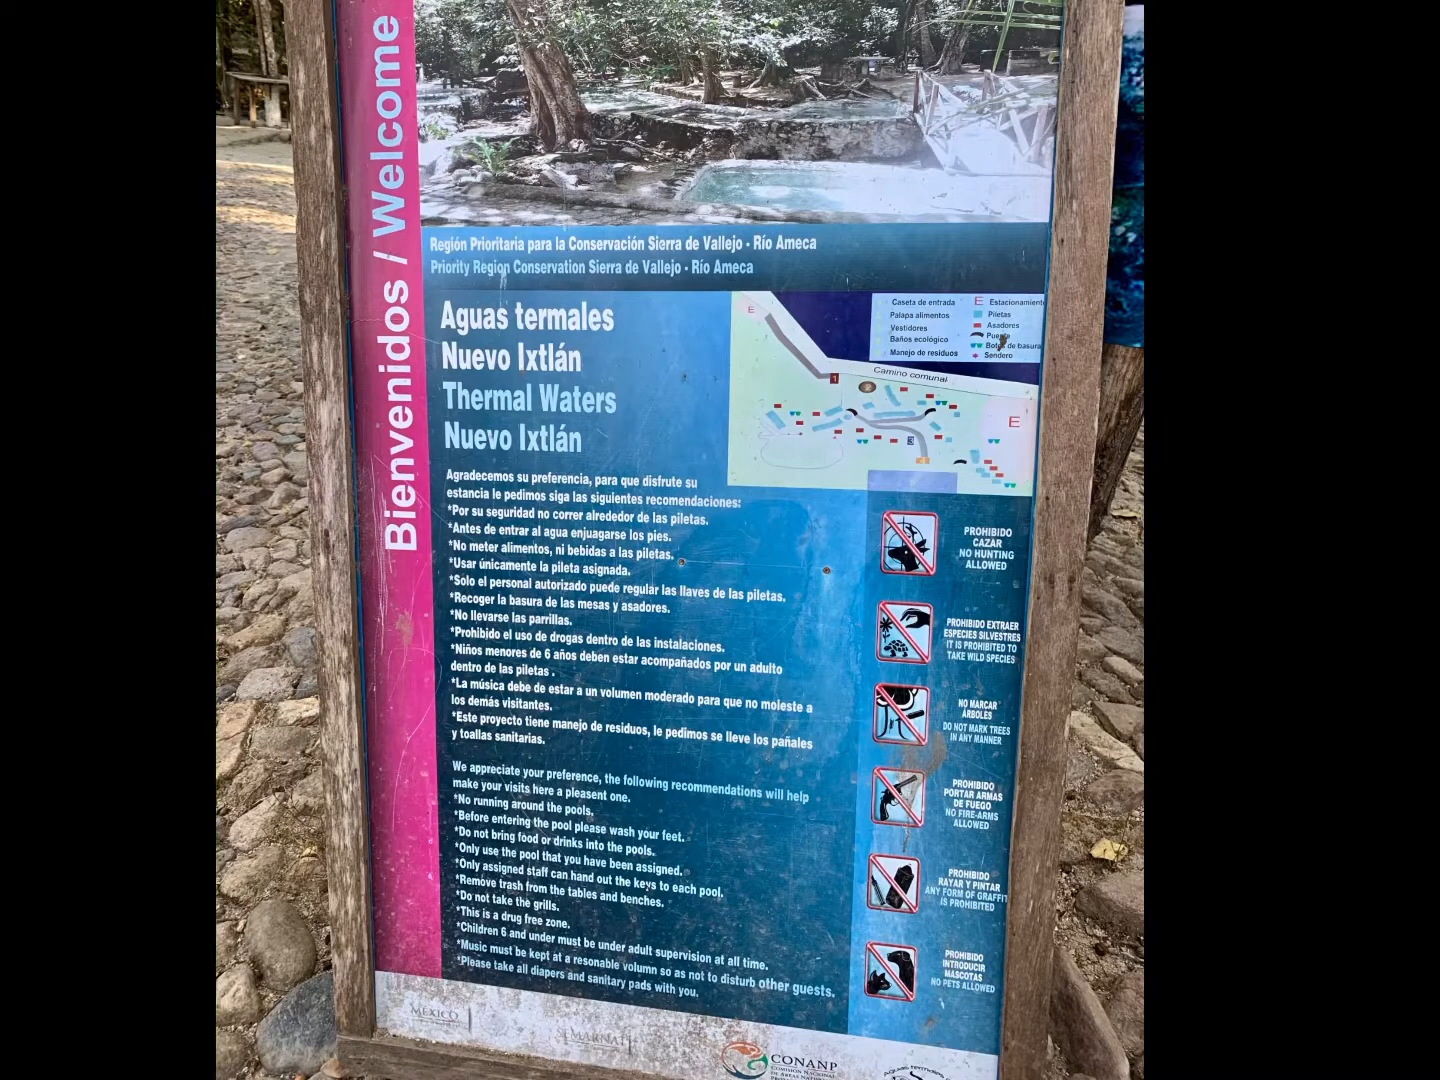 Bienvenidos / Welcome
Región Prioritaria para la Conservación Sierra de Vallejo - Río Ameca
Priority Region Conservation Sierra de Vallejo - Río Ameca
Aguas termales
Nuevo Ixtlán
Thermal Waters
Nuevo Ixtlán
Caseta de entrada
Palapa alimentos
Vestidores
Baños ecológico
Manejo de residuos
E Estacionamiento
Piletas
Asadores
Puente
Botes de basura
Sendero
E
Camino comunal
1
E
3
Agradecemos su preferencia, para que disfrute su
estancia le pedimos siga las siguientes recomendaciones:
*Por su seguridad no correr alrededor de las piletas.
*Antes de entrar al agua enjuagarse los pies.
*No meter alimentos, ni bebidas a las piletas.
*Usar únicamente la pileta asignada.
*Solo el personal autorizado puede regular las llaves de las piletas.
*Recoger la basura de las mesas y asadores.
*No llevarse las parrillas.
*Prohibido el uso de drogas dentro de las instalaciones.
*Niños menores de 6 años deben estar acompañados por un adulto
dentro de las piletas .
*La música debe de estar a un volumen moderado para que no moleste a
los demás visitantes.
*Este proyecto tiene manejo de residuos, le pedimos se lleve los pañales
y toallas sanitarias.
We appreciate your preference, the following recommendations will help
make your visits here a pleasent one.
*No running around the pools.
*Before entering the pool please wash your feet.
*Do not bring food or drinks into the pools.
*Only use the pool that you have been assigned.
*Only assigned staff can hand out the keys to each pool.
*Remove trash from the tables and benches.
*Do not take the grills.
*This is a drug free zone.
*Children 6 and under must be under adult supervision at all time.
*Music must be kept at a resonable volumn so as not to disturb other guests.
*Please take all diapers and sanitary pads with you.
PROHIBIDO
CAZAR
NO HUNTING
ALLOWED
PROHIBIDO EXTRAER
ESPECIES SILVESTRES
IT IS PROHIBITED TO
TAKE WILD SPECIES
NO MARCAR
ÁRBOLES
DO NOT MARK TREES
IN ANY MANNER
PROHIBIDO
PORTAR ARMAS
DE FUEGO
NO FIRE-ARMS
ALLOWED
PROHIBIDO
RAYAR Y PINTAR
ANY FORM OF GRAFFITI
IS PROHIBITED
PROHIBIDO
INTRODUCIR
MASCOTAS
NO PETS ALLOWED
MÉXICO
SEMARNAT
CONANP
COMISIÓN NACIONAL
DE ÁREAS NATURALES
Aguas termales